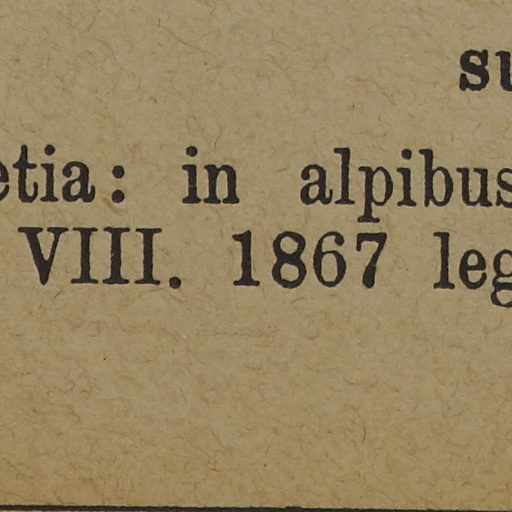 su
etia: in alpibus
VIII. 1867 leg